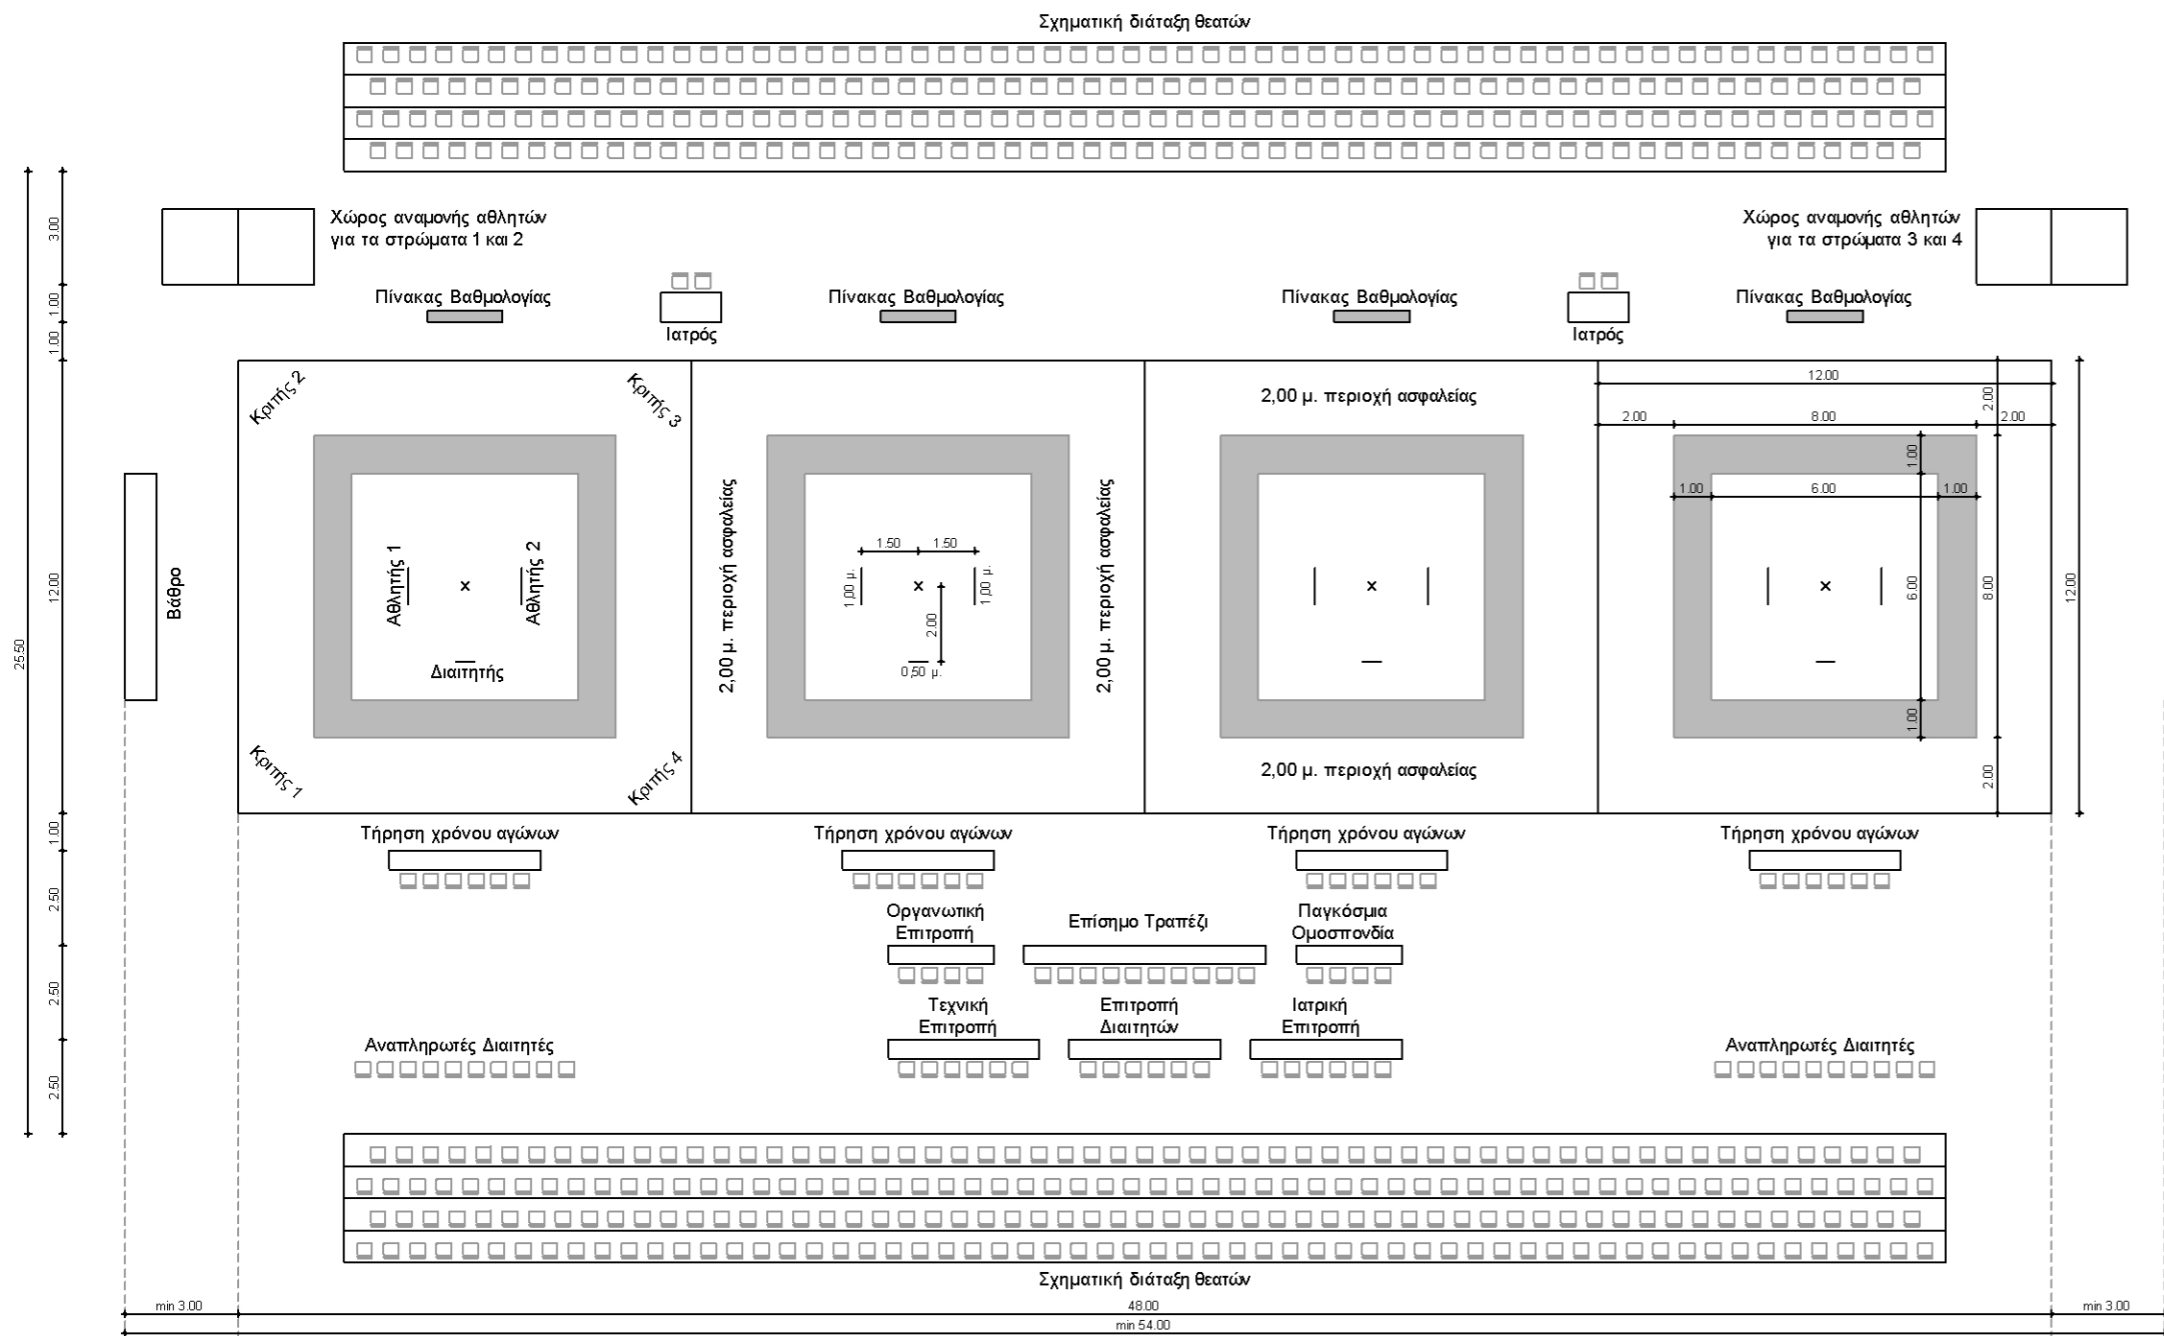 Σχηματική διάταξη θεατών
Χώρος αναμονής αθλητών
για τα στρώματα 1 και 2
Χώρος αναμονής αθλητών
για τα στρώματα 3 και 4
3.00
1.00
1.00
Πίνακας Βαθμολογίας
Ιατρός
Πίνακας Βαθμολογίας
Πίνακας Βαθμολογίας
Ιατρός
Πίνακας Βαθμολογίας
Κριτής 2
Κριτής 3
Αθλητής 1
Αθλητής 2
Διαιτητής
Κριτής 1
Κριτής 4
Βάθρο
25.50
12.00
2,00 μ. περιοχή ασφαλείας
1.50
1.50
1,00 μ.
1,00 μ.
2.00
0,50 μ.
2,00 μ. περιοχή ασφαλείας
2,00 μ. περιοχή ασφαλείας
2,00 μ. περιοχή ασφαλείας
12.00
2.00
8.00
2.00
2.00
1.00
1.00
6.00
1.00
6.00
8.00
12.00
1.00
2.00
1.00
2.50
2.50
2.50
Τήρηση χρόνου αγώνων
Τήρηση χρόνου αγώνων
Τήρηση χρόνου αγώνων
Τήρηση χρόνου αγώνων
Οργανωτική
Επιτροπή
Επίσημο Τραπέζι
Παγκόσμια
Ομοσπονδία
Τεχνική
Επιτροπή
Επιτροπή
Διαιτητών
Ιατρική
Επιτροπή
Αναπληρωτές Διαιτητές
Αναπληρωτές Διαιτητές
Σχηματική διάταξη θεατών
min 3.00
48.00
min 3.00
min 54.00